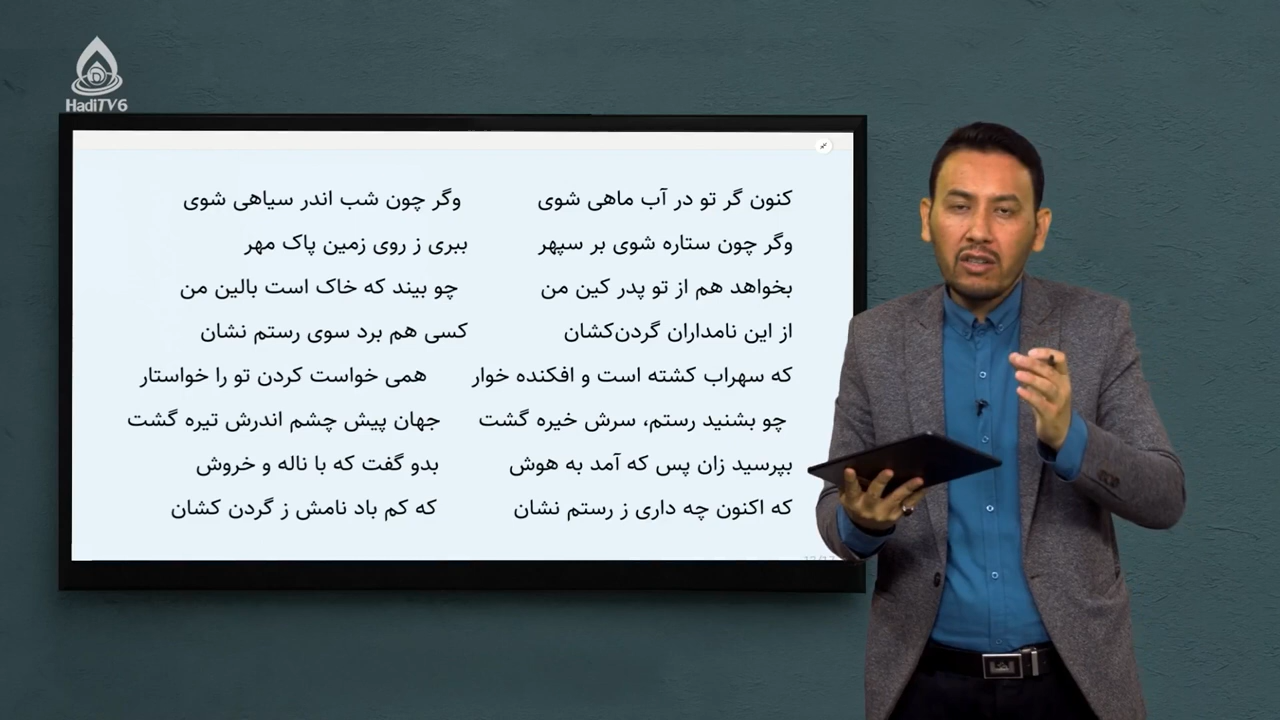 HadiTV6
کنون گر تو در آب ماهی شوی وگر چون شب اندر سیاهی شوی
وگر چون ستاره شوی بر سپهر ببری ز روی زمین پاک مهر
بخواهد هم از تو پدر کین من چو بیند که خاک است بالین من
از این نامداران گردن‌کشان کسی هم برد سوی رستم نشان
که سهراب کشته است و افکنده خوار همی خواست کردن تو را خواستار
چو بشنید رستم، سرش خیره گشت جهان پیش چشم اندرش تیره گشت
بپرسید زان پس که آمد به هوش بدو گفت که با ناله و خروش
که اکنون چه داری ز رستم نشان که کم باد نامش ز گردن کشان